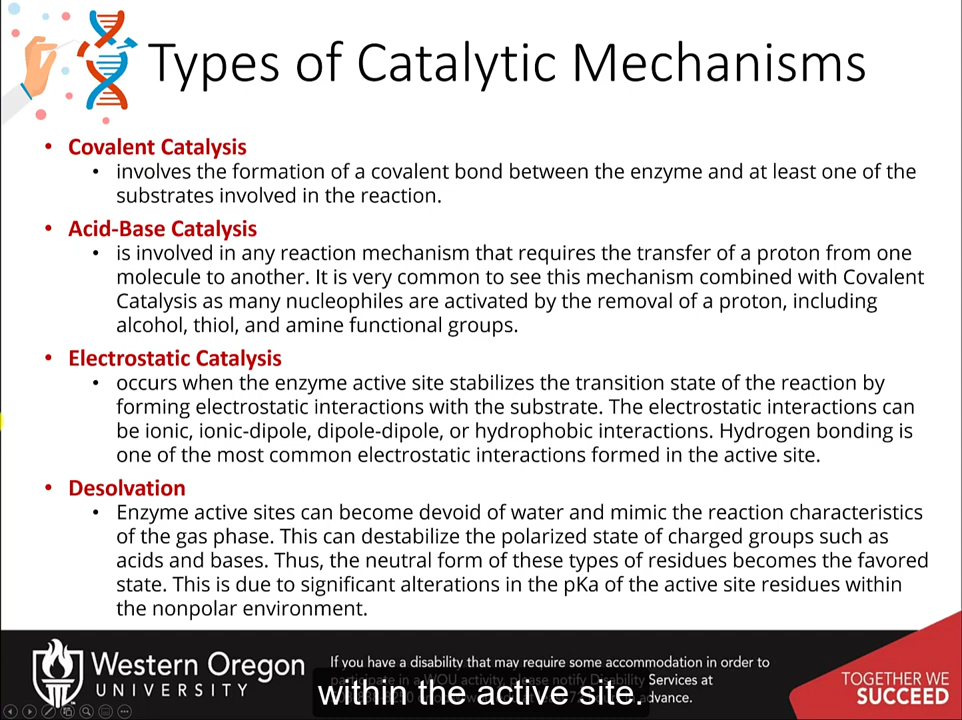 Types of Catalytic Mechanisms
• Covalent Catalysis
• involves the formation of a covalent bond between the enzyme and at least one of the
substrates involved in the reaction.
• Acid-Base Catalysis
• is involved in any reaction mechanism that requires the transfer of a proton from one
molecule to another. It is very common to see this mechanism combined with Covalent
Catalysis as many nucleophiles are activated by the removal of a proton, including
alcohol, thiol, and amine functional groups.
• Electrostatic Catalysis
• occurs when the enzyme active site stabilizes the transition state of the reaction by
forming electrostatic interactions with the substrate. The electrostatic interactions can
be ionic, ionic-dipole, dipole-dipole, or hydrophobic interactions. Hydrogen bonding is
one of the most common electrostatic interactions formed in the active site.
• Desolvation
• Enzyme active sites can become devoid of water and mimic the reaction characteristics
of the gas phase. This can destabilize the polarized state of charged groups such as
acids and bases. Thus, the neutral form of these types of residues becomes the favored
state. This is due to significant alterations in the pKa of the active site residues within
the nonpolar environment.
Western Oregon
UNIVERSITY
If you have a disability that may require some accommodation in order to
participate in a WOU activity, please notify Disability Services at
dvance.
within the active site.
TOGETHER WE
SUCCEED